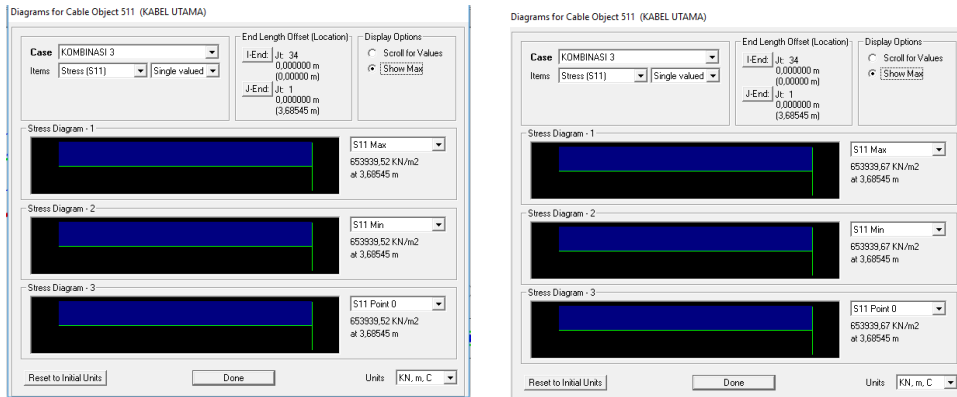 Diagrams for Cable Object 511 (KABEL UTAMA)
Case KOMBINASI 3
Items Stress (S11) Single valued
End Length Offset (Location)
I-End: Jt: 34
0,000000 m
(0,00000 m)
J-End: Jt: 1
0,000000 m
(3,68545 m)
Display Options
Scroll for Values
Show Max
Stress Diagram - 1
S11 Max
653939,52 KN/m2
at 3,68545 m
Stress Diagram - 2
S11 Min
653939,52 KN/m2
at 3,68545 m
Stress Diagram - 3
S11 Point 0
653939,52 KN/m2
at 3,68545 m
Reset to Initial Units Done Units KN, m, C
Diagrams for Cable Object 511 (KABEL UTAMA)
Case KOMBINASI 3
Items Stress (S11) Single valued
End Length Offset (Location)
I-End: Jt: 34
0,000000 m
(0,00000 m)
J-End: Jt: 1
0,000000 m
(3,68545 m)
Display Options
Scroll for Values
Show Max
Stress Diagram - 1
S11 Max
653939,67 KN/m2
at 3,68545 m
Stress Diagram - 2
S11 Min
653939,67 KN/m2
at 3,68545 m
Stress Diagram - 3
S11 Point 0
653939,67 KN/m2
at 3,68545 m
Reset to Initial Units Done Units KN, m, C